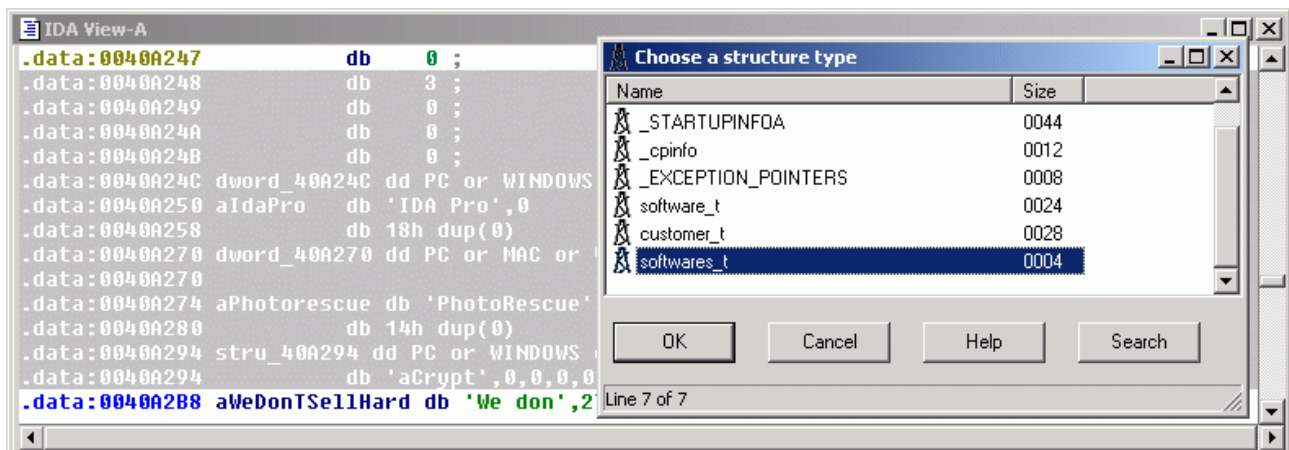 IDA View-A
.data:0040A247 db 0 ;
.data:0040A248 db 3 ;
.data:0040A249 db 0 ;
.data:0040A24A db 0 ;
.data:0040A24B db 0 ;
.data:0040A24C dword_40A24C dd PC or WINDOWS
.data:0040A250 aIdaPro db 'IDA Pro',0
.data:0040A258 db 18h dup(0)
.data:0040A270 dword_40A270 dd PC or MAC or
.data:0040A270
.data:0040A274 aPhotorescue db 'PhotoRescue'
.data:0040A280 db 14h dup(0)
.data:0040A294 stru_40A294 dd PC or WINDOWS
.data:0040A294 db 'aCrypt',0,0,0,0
.data:0040A2B8 aWeDonTSellHard db 'We don',2
Choose a structure type
Name Size
_STARTUPINFOA 0044
_cpinfo 0012
_EXCEPTION_POINTERS 0008
software_t 0024
customer_t 0028
softwares_t 0004
OK Cancel Help Search
Line 7 of 7